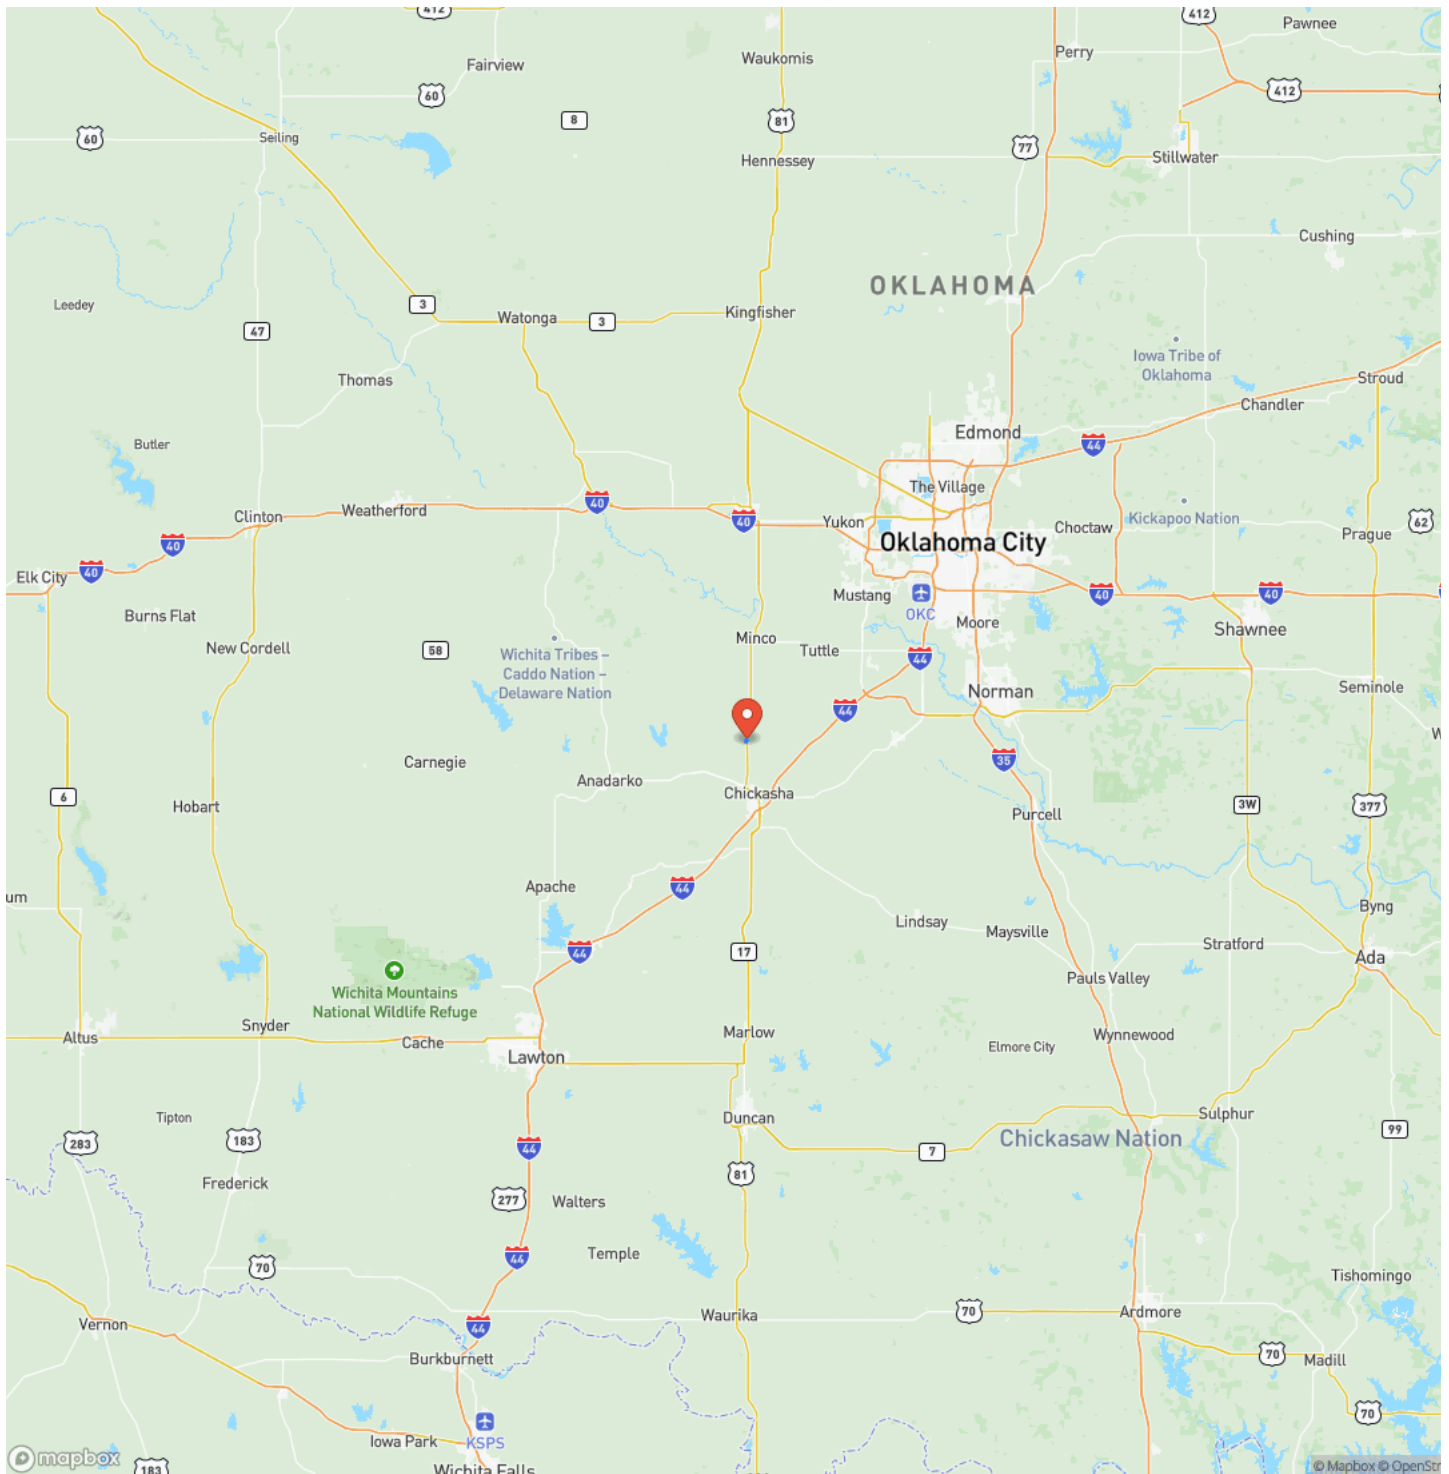 412
412
Pawnee
Waukomis
Perry
Fairview
60
412
8
81
60
Seiling
77
Hennessey
Stillwater
Cushing
OKLAHOMA
Leedey
3
47
Watonga
3
Kingfisher
Iowa Tribe of
Oklahoma
Thomas
Stroud
Chandler
Edmond
44
Butler
The Village
40
Weatherford
Clinton
40
Yukon
Kickapoo Nation
Choctaw
62
Prague
Oklahoma City
40
40
Elk City
Mustang
OKC
40
40
Burns Flat
Moore
Shawnee
Minco
New Cordell
58
Tuttle
Wichita Tribes –
Caddo Nation –
Delaware Nation
44
Norman
Seminole
44
W
35
Carnegie
Anadarko
Chickasha
6
Hobart
3W
377
Purcell
Apache
44
um
Byng
Lindsay
Maysville
44
17
Stratford
Ada
Pauls Valley
Wichita Mountains
National Wildlife Refuge
Snyder
Altus
Cache
Marlow
Wynnewood
Elmore City
Lawton
Tipton
Duncan
Sulphur
283
183
44
Chickasaw Nation
99
7
81
Frederick
277
Walters
Temple
44
70
Tishomingo
Waurika
70
Ardmore
Vernon
44
Burkburnett
70
Madill
70
Iowa Park
KSPS
mapbox
183
Wichita Falls
© Mapbox © OpenStr